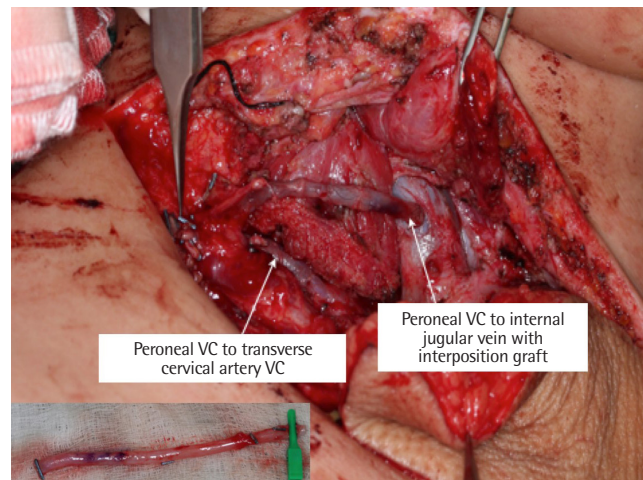 Peroneal VC to transverse
cervical artery VC
Peroneal VC to internal
jugular vein with
interposition graft